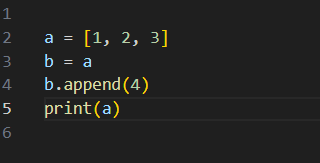 1
2 a = [1, 2, 3]
3 b = a
4 b.append(4)
5 print(a)
6